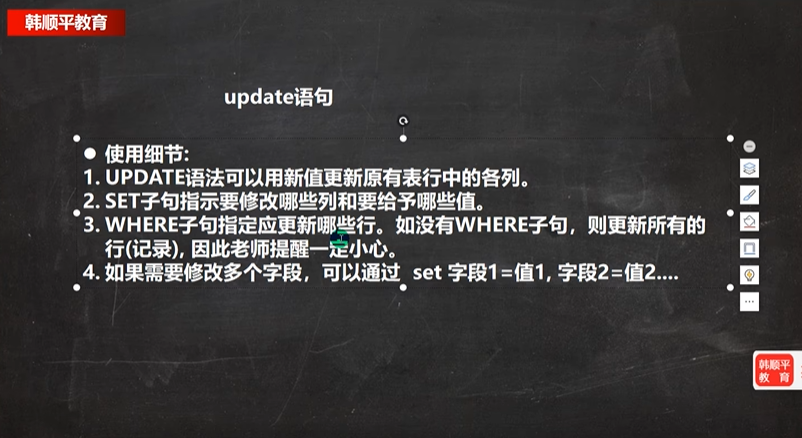 韩顺平教育
update语句
● 使用细节:
1. UPDATE语法可以用新值更新原有表行中的各列。
2. SET子句指示要修改哪些列和要给予哪些值。
3. WHERE子句指定应更新哪些行。如没有WHERE子句，则更新所有的
行(记录), 因此老师提醒一定小心。
4. 如果需要修改多个字段，可以通过 set 字段1=值1, 字段2=值2....
韩顺平
教 育